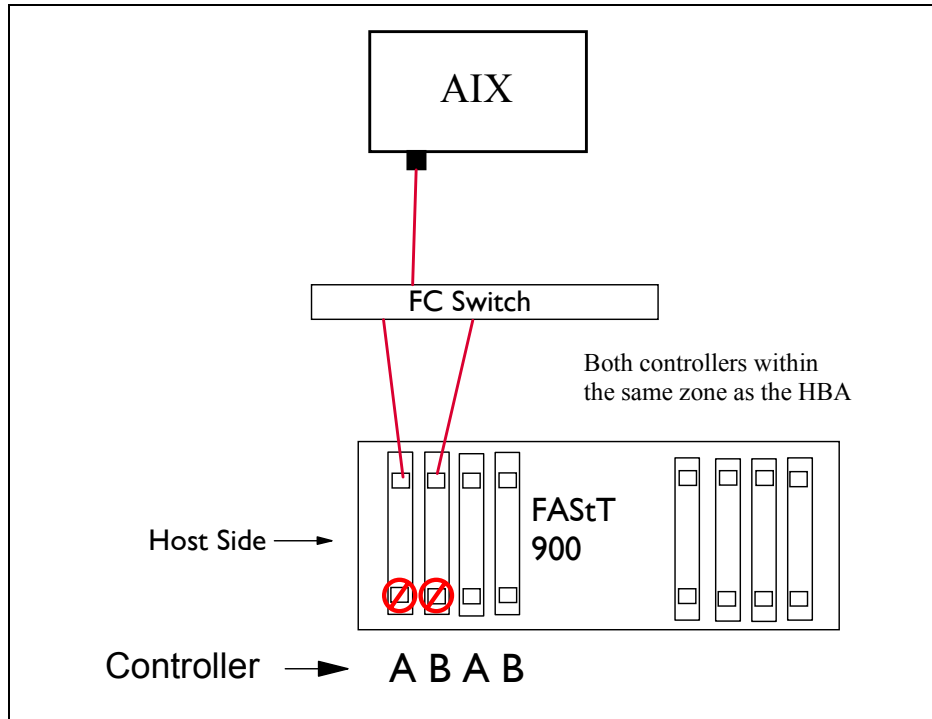 AIX
FC Switch
Both controllers within
the same zone as the HBA
FAStT
900
Host Side
Controller
A B A B